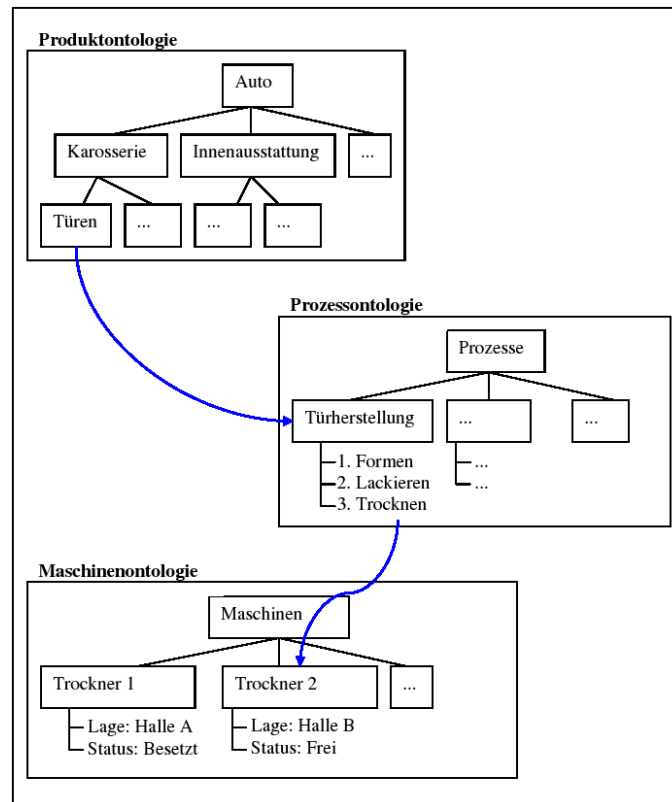 Produktontologie
Auto
Karosserie
Innenausstattung
...
Türen
...
...
...
Prozessontologie
Prozesse
Türherstellung
...
...
1. Formen
2. Lackieren
3. Trocknen
...
...
Maschinenontologie
Maschinen
Trockner 1
Trockner 2
...
Lage: Halle A
Status: Besetzt
Lage: Halle B
Status: Frei